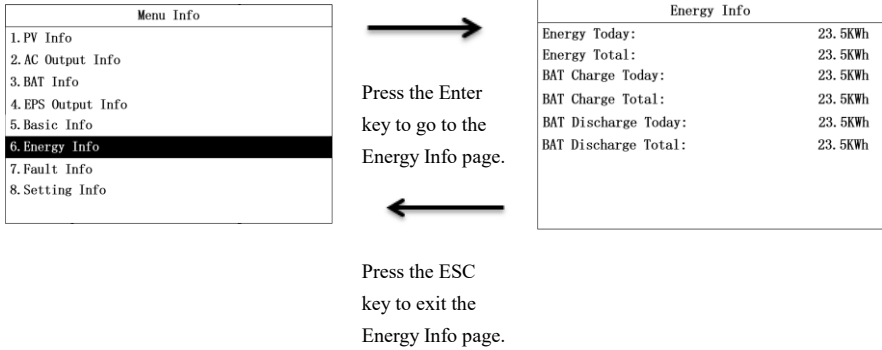 Menu Info
1. PV Info
2. AC Output Info
3. BAT Info
4. EPS Output Info
5. Basic Info
6. Energy Info
7. Fault Info
8. Setting Info
Press the Enter
key to go to the
Energy Info page.
Press the ESC
key to exit the
Energy Info page.
Energy Info
Energy Today: 23.5KWh
Energy Total: 23.5KWh
BAT Charge Today: 23.5KWh
BAT Charge Total: 23.5KWh
BAT Discharge Today: 23.5KWh
BAT Discharge Total: 23.5KWh